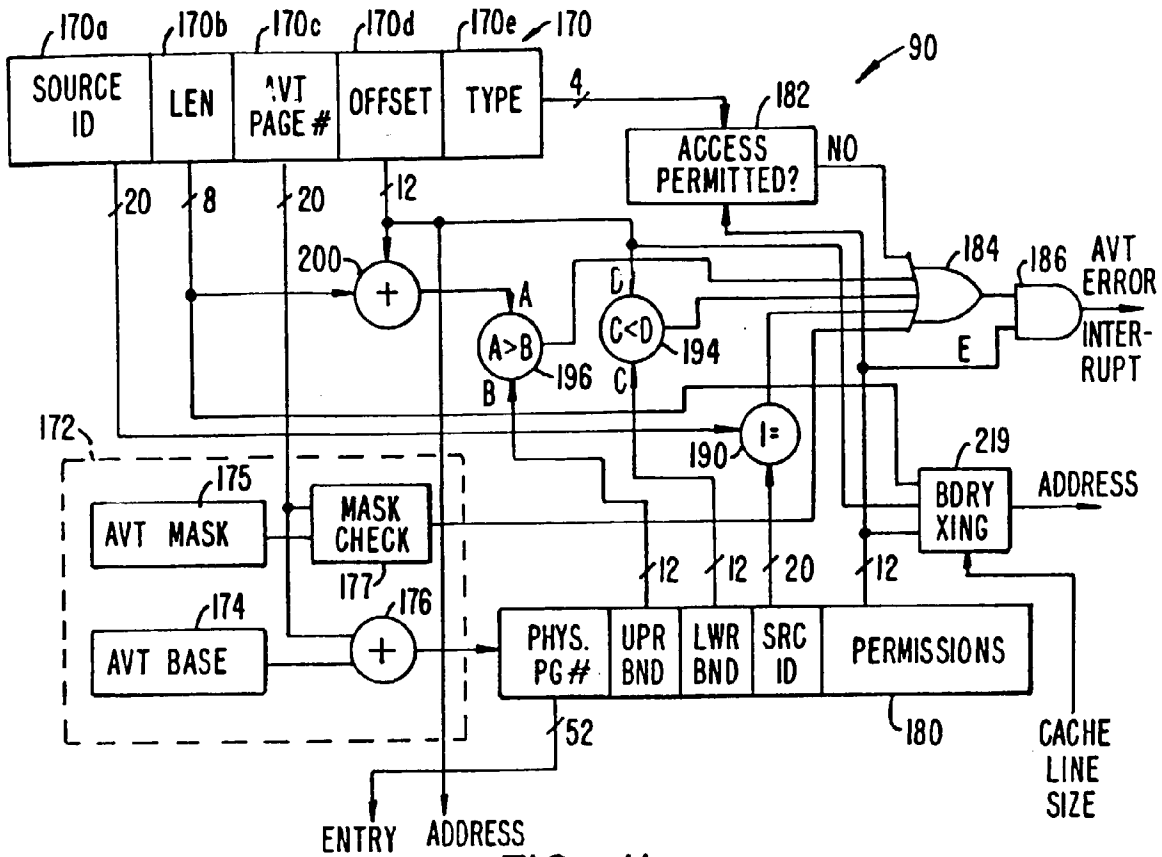 170a 170b 170c 170d 170e 170
SOURCE ID LEN AVT PAGE # OFFSET TYPE
4
90
182
ACCESS PERMITTED?
NO
20 8 20 12
200
+
A
A>B
196
B
D
C<D
194
C
184
186
AVT ERROR INTER-RUPT
E
172
175
AVT MASK
MASK CHECK
177
190
!=
219
BDRY XING
ADDRESS
174
AVT BASE
176
+
12 12 20 12
PHYS. PG# UPR BND LWR BND SRC ID PERMISSIONS
52
180
CACHE LINE SIZE
ENTRY ADDRESS